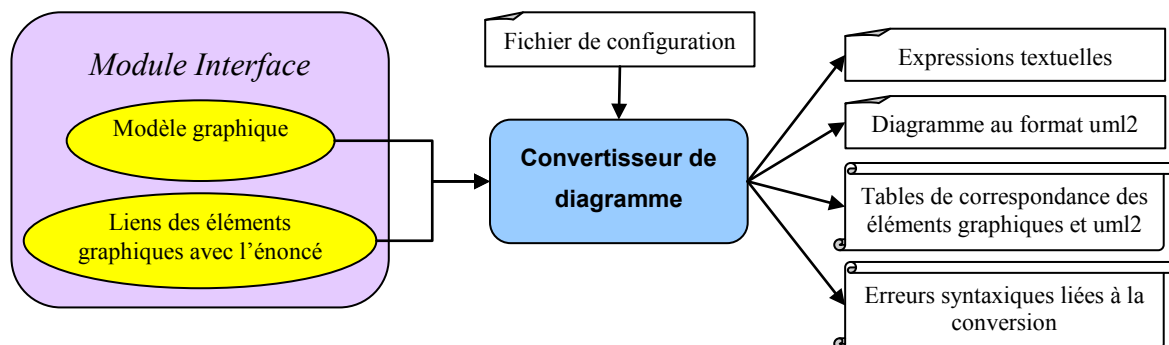 Module Interface
Modèle graphique
Liens des éléments
graphiques avec l'énoncé
Fichier de configuration
Convertisseur de
diagramme
Expressions textuelles
Diagramme au format uml2
Tables de correspondance des
éléments graphiques et uml2
Erreurs syntaxiques liées à la
conversion